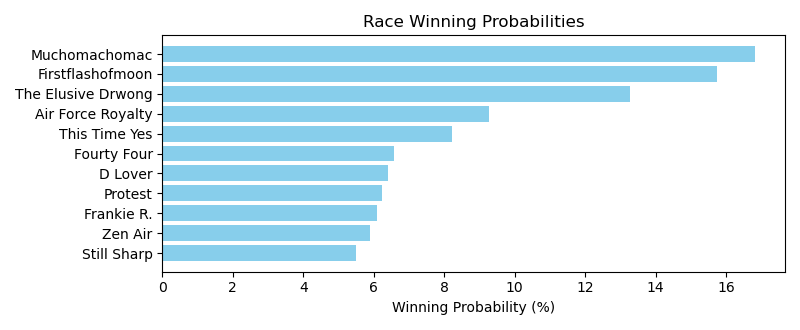 Race Winning Probabilities
Muchomachomac
Firstflashofmoon
The Elusive Drwong
Air Force Royalty
This Time Yes
Fourty Four
D Lover
Protest
Frankie R.
Zen Air
Still Sharp
0 2 4 6 8 10 12 14 16
Winning Probability (%)